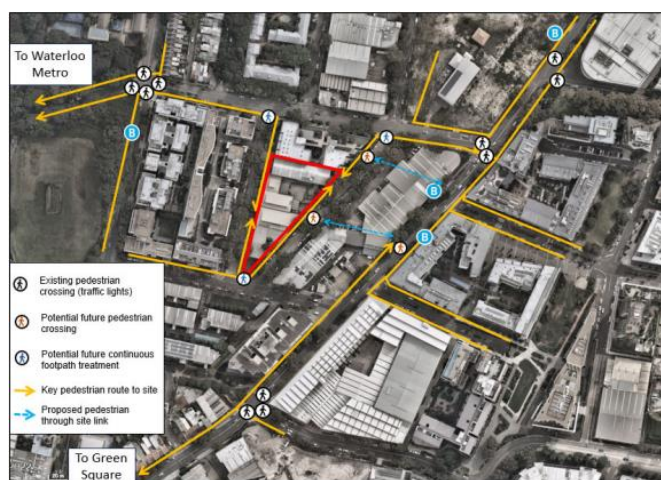 To Waterloo
Metro
B
B
B
B
Existing pedestrian
crossing (traffic lights)
Potential future pedestrian
crossing
Potential future continuous
footpath treatment
Key pedestrian route to site
Proposed pedestrian
through site link
To Green
Square